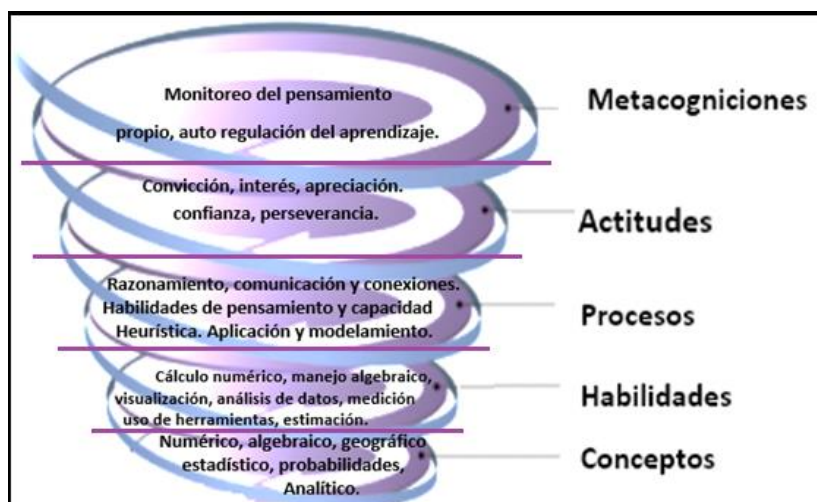 Monitoreo del pensamiento
propio, auto regulación del aprendizaje.
Metacogniciones
Convicción, interés, apreciación.
confianza, perseverancia.
Actitudes
Razonamiento, comunicación y conexiones.
Habilidades de pensamiento y capacidad
Heurística. Aplicación y modelamiento.
Procesos
Cálculo numérico, manejo algebraico,
visualización, análisis de datos, medición
uso de herramientas, estimación.
Habilidades
Numérico, algebraico, geográfico
estadístico, probabilidades,
Analítico.
Conceptos